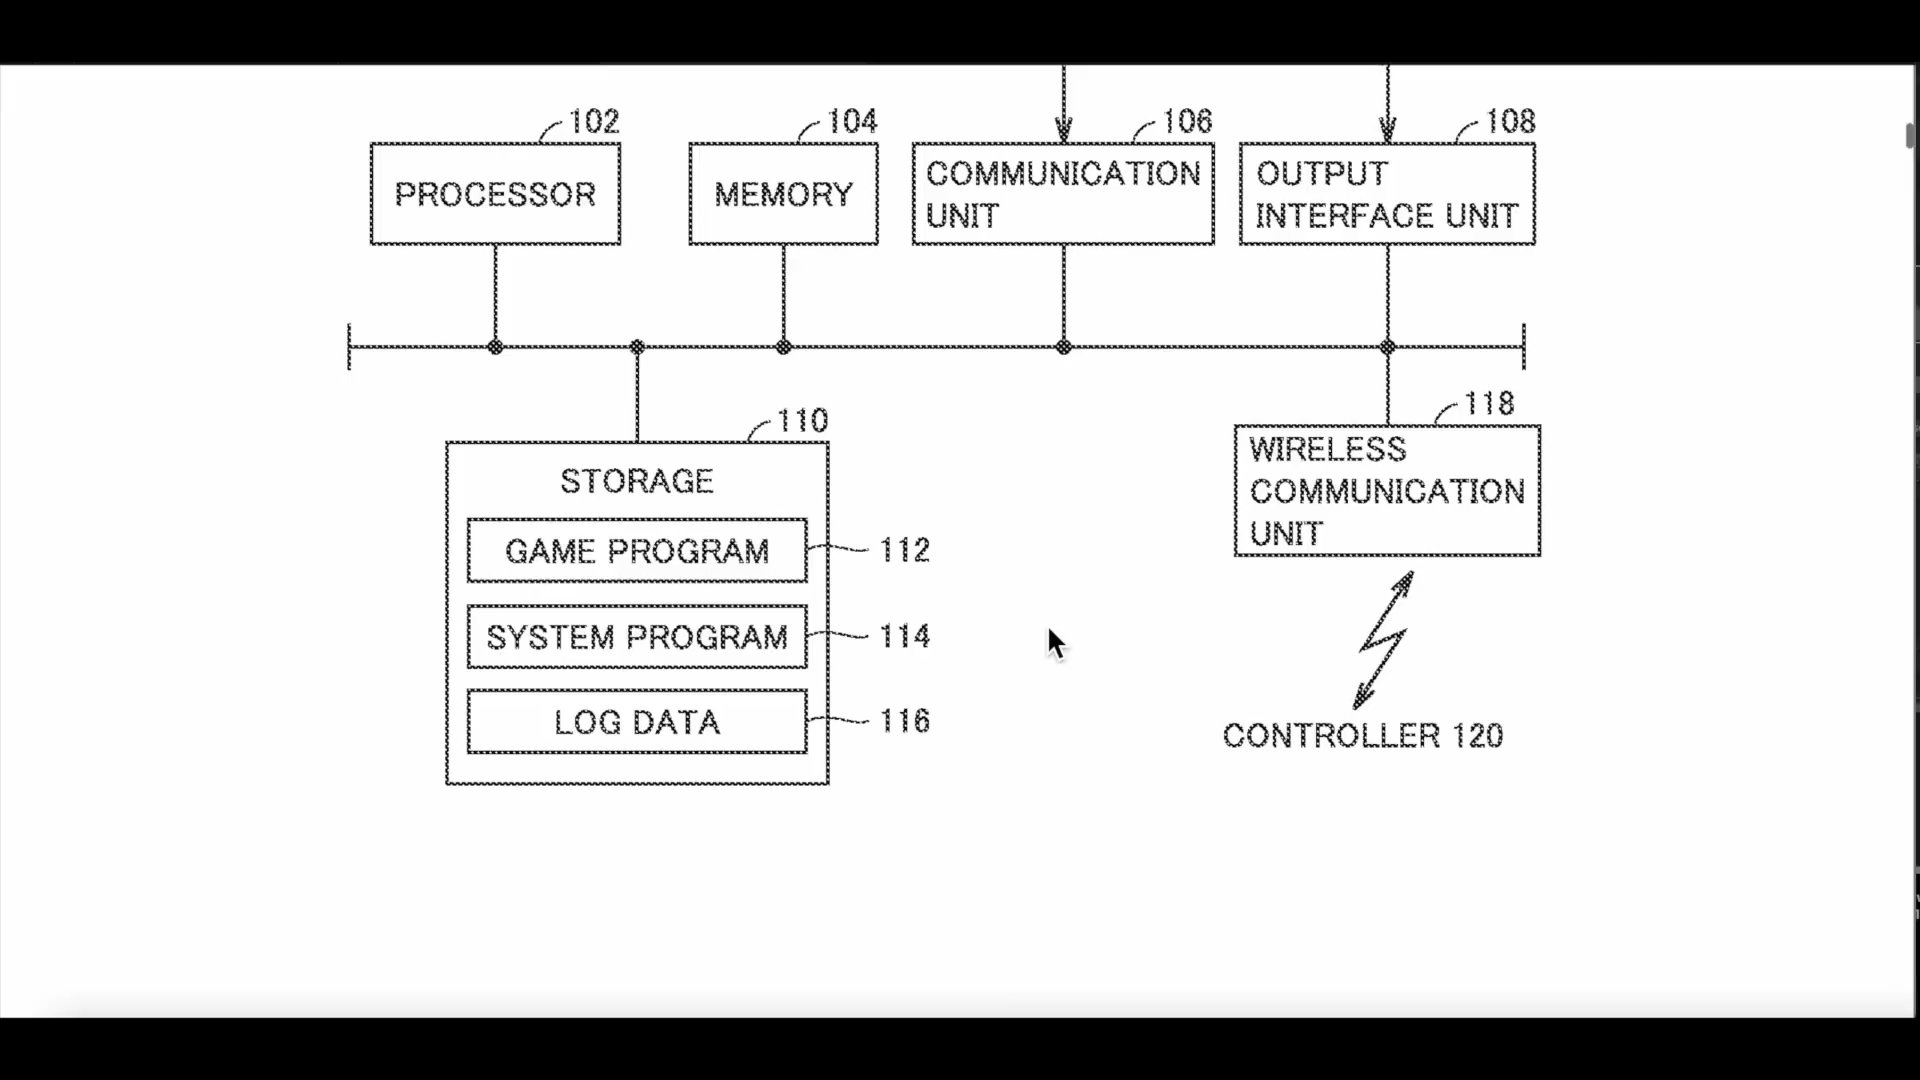 102
104
106
108
PROCESSOR
MEMORY
COMMUNICATION
UNIT
OUTPUT
INTERFACE UNIT
110
118
STORAGE
GAME PROGRAM
112
SYSTEM PROGRAM
114
LOG DATA
116
WIRELESS
COMMUNICATION
UNIT
CONTROLLER 120